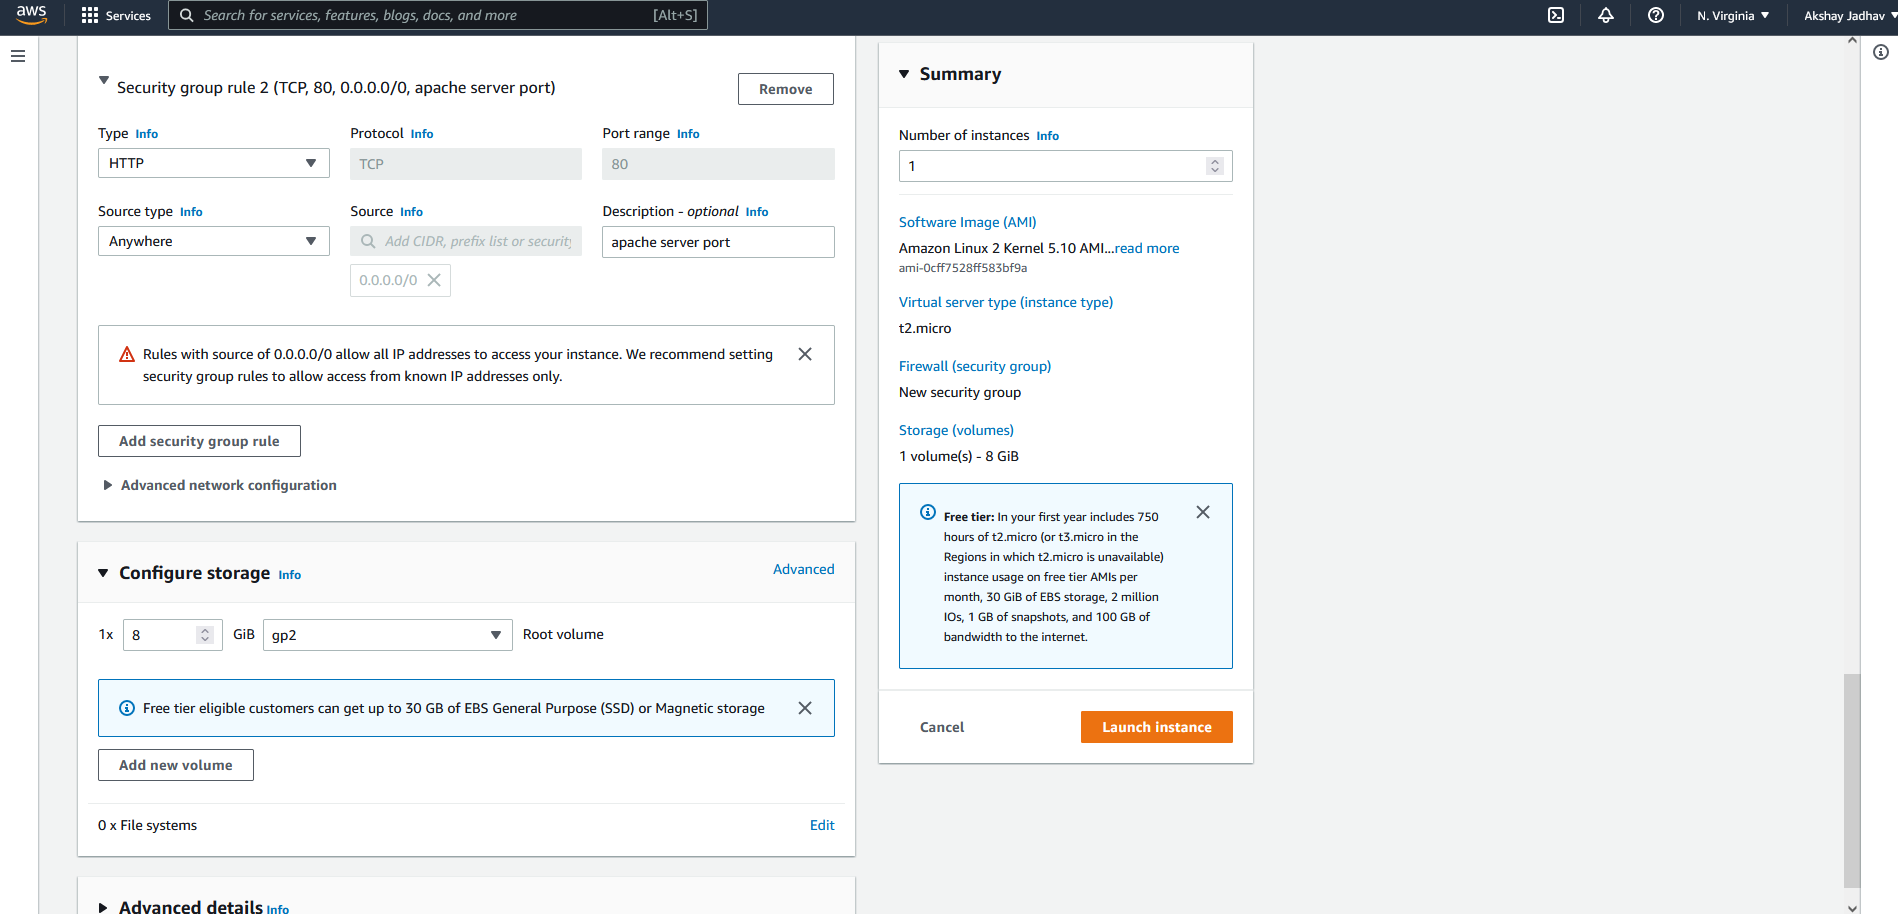 aws
Services
Search for services, features, blogs, docs, and more
[Alt+S]
N. Virginia
Akshay Jadhav
Security group rule 2 (TCP, 80, 0.0.0.0/0, apache server port)
Remove
Type Info
Protocol Info
Port range Info
HTTP
TCP
80
Source type Info
Source Info
Description - optional Info
Anywhere
Add CIDR, prefix list or security
apache server port
0.0.0.0/0
Rules with source of 0.0.0.0/0 allow all IP addresses to access your instance. We recommend setting
security group rules to allow access from known IP addresses only.
Add security group rule
Advanced network configuration
Configure storage Info
Advanced
1x
8
GiB
gp2
Root volume
Free tier eligible customers can get up to 30 GB of EBS General Purpose (SSD) or Magnetic storage
Add new volume
0 x File systems
Edit
Advanced details Info
Summary
Number of instances Info
1
Software Image (AMI)
Amazon Linux 2 Kernel 5.10 AMI...read more
ami-0cff7528ff583bf9a
Virtual server type (instance type)
t2.micro
Firewall (security group)
New security group
Storage (volumes)
1 volume(s) - 8 GiB
Free tier: In your first year includes 750
hours of t2.micro (or t3.micro in the
Regions in which t2.micro is unavailable)
instance usage on free tier AMIs per
month, 30 GiB of EBS storage, 2 million
IOs, 1 GB of snapshots, and 100 GB of
bandwidth to the internet.
Cancel
Launch instance